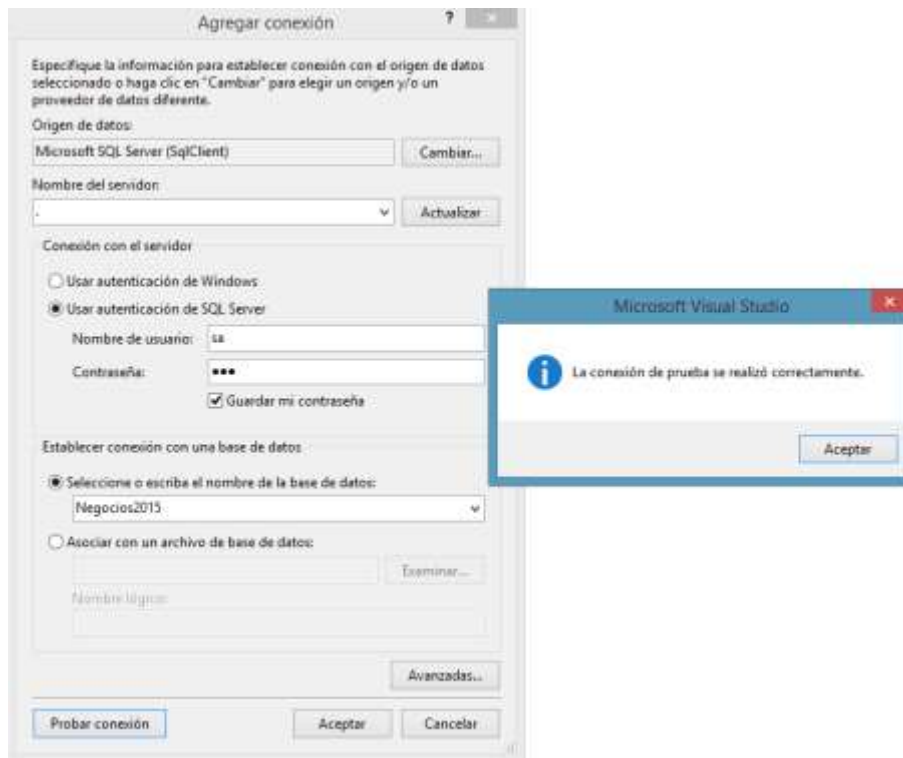 Agregar conexión
?
Especifique la información para establecer conexión con el origen de datos
seleccionado o haga clic en "Cambiar" para elegir un origen y/o un
proveedor de datos diferente.
Origen de datos:
Microsoft SQL Server (SqlClient)
Cambiar...
Nombre del servidor:
.
Actualizar
Conexión con el servidor
Usar autenticación de Windows
Usar autenticación de SQL Server
Nombre de usuario:
sa
Contraseña:
•••
Guardar mi contraseña
Establecer conexión con una base de datos
Seleccione o escriba el nombre de la base de datos:
Negocios2015
Asociar con un archivo de base de datos:
Examinar...
Nombre lógico:
Avanzadas...
Probar conexión
Aceptar
Cancelar
Microsoft Visual Studio
La conexión de prueba se realizó correctamente.
Aceptar